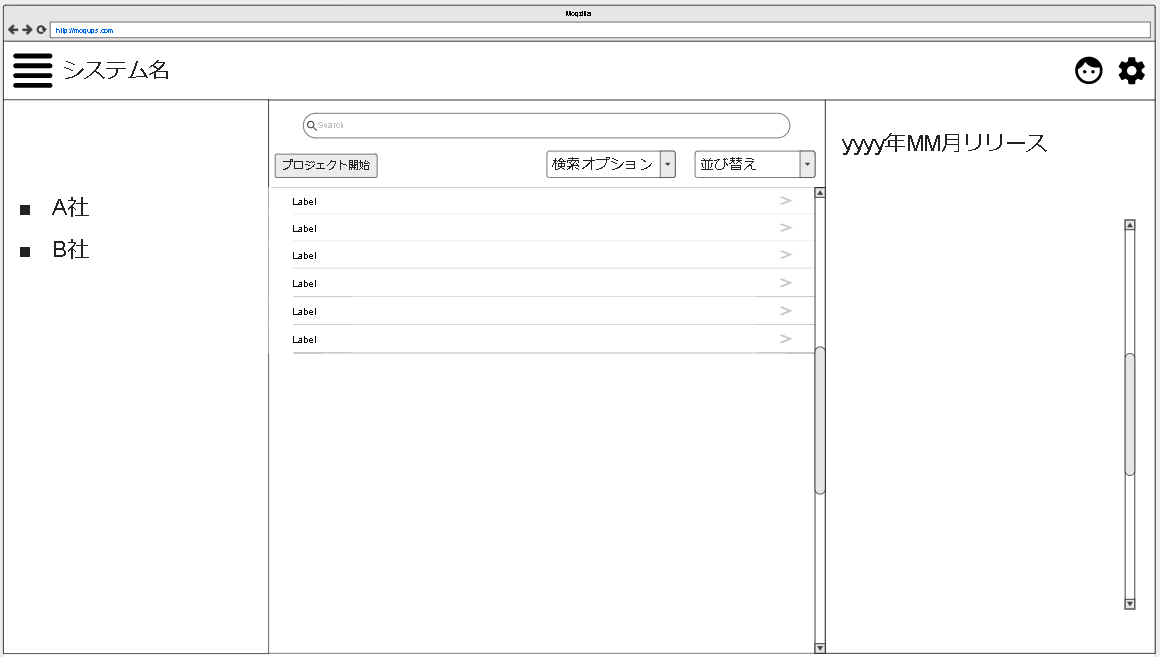 Mozilla
http://moqups.com
システム名
Search
プロジェクト開始
検索オプション
並び替え
yyyy年MM月リリース
A社
B社
Label
Label
Label
Label
Label
Label